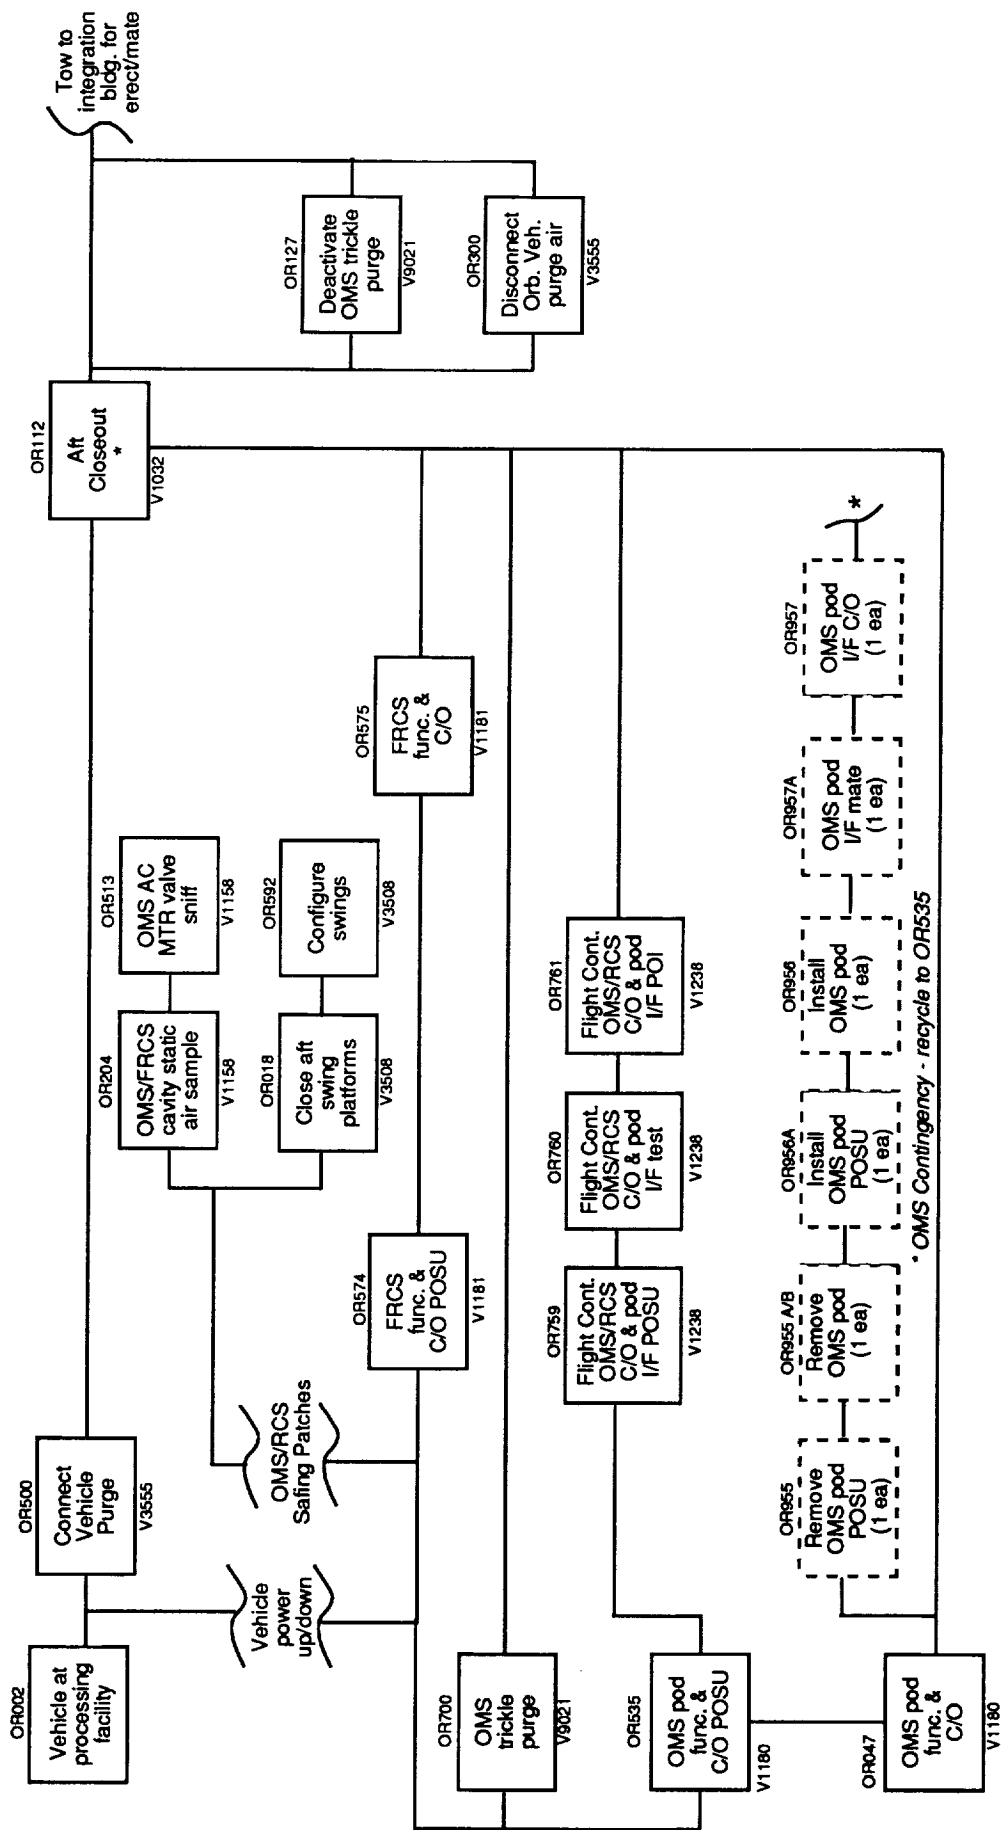 OR002
Vehicle at
processing
facility
OR500
Connect
Vehicle
Purge
V3555
OR112
Aft
Closeout
*
V1032
Tow to
integration
bldg. for
erect/mate
OR127
Deactivate
OMS trickle
purge
V9021
OR300
Disconnect
Orb. Veh.
purge air
V3555
Vehicle
power
up/down
OMS/RCS
Safing Patches
OR204
OMS/FRCS
cavity static
air sample
V1158
OR513
OMS AC
MTR valve
sniff
V1158
OR018
Close aft
swing
platforms
V3508
OR592
Configure
swings
V3508
OR574
FRCS
func. &
C/O POSU
V1181
OR575
FRCS
func. &
C/O
V1181
OR700
OMS
trickle
purge
V9021
OR535
OMS pod
func. &
C/O POSU
V1180
OR759
Flight Cont.
OMS/RCS
C/O & pod
I/F POSU
V1238
OR760
Flight Cont.
OMS/RCS
C/O & pod
I/F test
V1238
OR761
Flight Cont.
OMS/RCS
C/O & pod
I/F POI
V1238
OR047
OMS pod
func. &
C/O
V1180
OR955
Remove
OMS pod
POSU
(1 ea)
OR955 A/B
Remove
OMS pod
(1 ea)
OR956A
Install
OMS pod
POSU
(1 ea)
OR956
Install
OMS pod
(1 ea)
OR957A
OMS pod
I/F mate
(1 ea)
OR957
OMS pod
I/F C/O
(1 ea)
*
* OMS Contingency - recycle to OR535